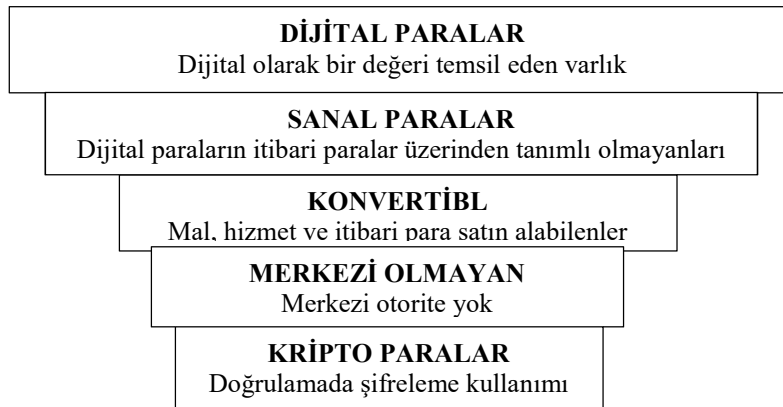 DİJİTAL PARALAR
Dijital olarak bir değeri temsil eden varlık
SANAL PARALAR
Dijital paraların itibari paralar üzerinden tanımlı olmayanları
KONVERTİBL
Mal, hizmet ve itibari para satın alabilenler
MERKEZİ OLMAYAN
Merkezi otorite yok
KRİPTO PARALAR
Doğrulamada şifreleme kullanımı